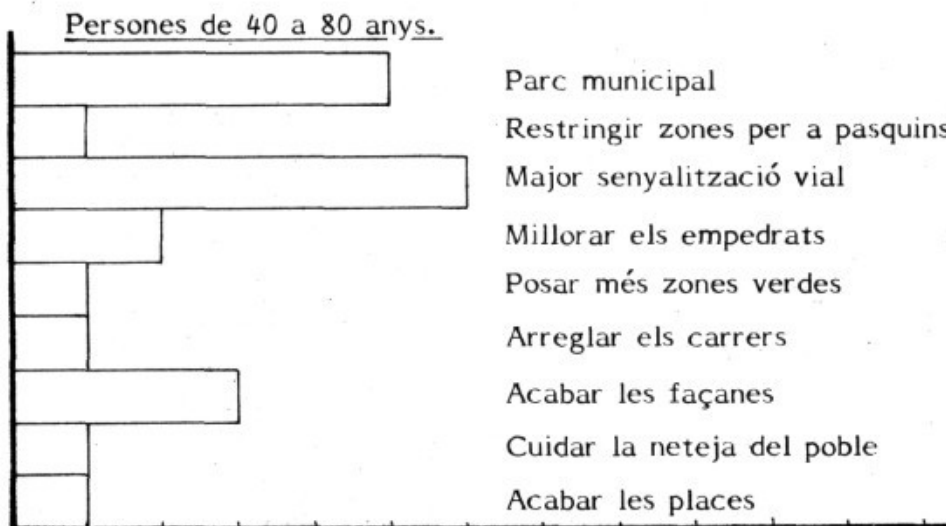 Persones de 40 a 80 anys.
Parc municipal
Restringir zones per a pasquins
Major senyalització vial
Millorar els empedrats
Posar més zones verdes
Arreglar els carrers
Acabar les façanes
Cuidar la neteja del poble
Acabar les places